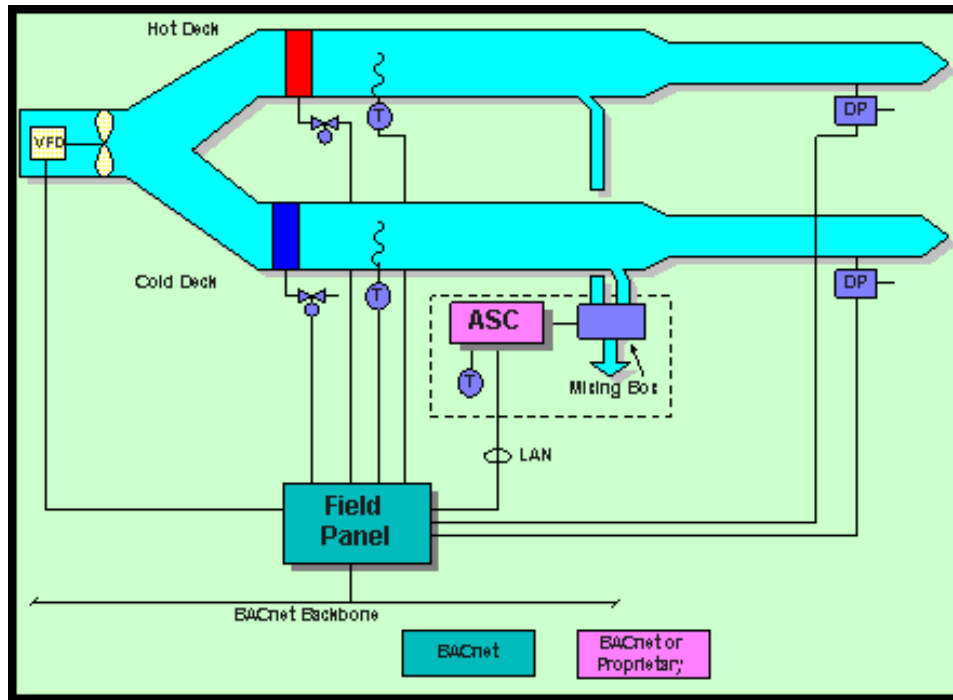 Hot Deck
VFD
T
DP
Cold Deck
T
DP
ASC
T
Mixing Box
LAN
Field
Panel
BACnet Backbone
BACnet
BACnet or
Proprietary